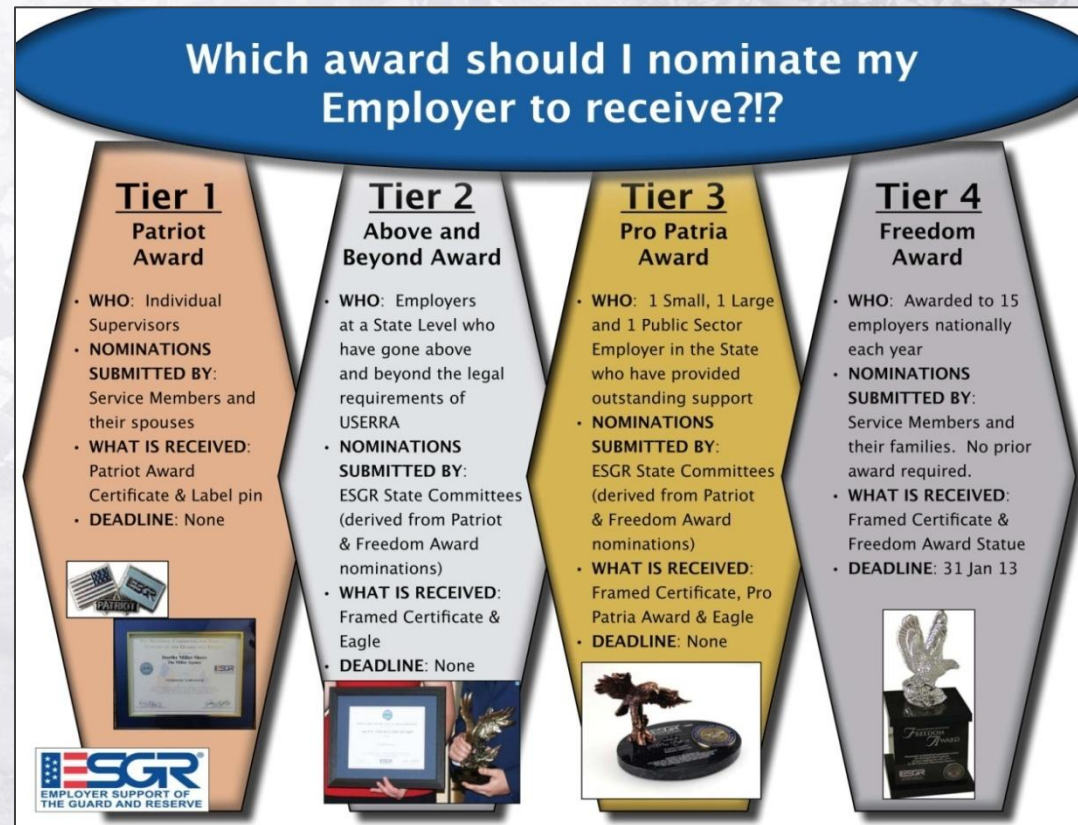 Which award should I nominate my
Employer to receive?!?
Tier 1
Patriot
Award
• WHO: Individual
Supervisors
• NOMINATIONS
SUBMITTED BY:
Service Members and
their spouses
• WHAT IS RECEIVED:
Patriot Award
Certificate & Label pin
• DEADLINE: None
ESGR
PATRIOT
ESGR
EMPLOYER SUPPORT OF
THE GUARD AND RESERVE
Tier 2
Above and
Beyond Award
• WHO: Employers
at a State Level who
have gone above
and beyond the legal
requirements of
USERRA
• NOMINATIONS
SUBMITTED BY:
ESGR State Committees
(derived from Patriot
& Freedom Award
nominations)
• WHAT IS RECEIVED:
Framed Certificate &
Eagle
• DEADLINE: None
Tier 3
Pro Patria
Award
• WHO: 1 Small, 1 Large
and 1 Public Sector
Employer in the State
who have provided
outstanding support
• NOMINATIONS
SUBMITTED BY:
ESGR State Committees
(derived from Patriot
& Freedom Award
nominations)
• WHAT IS RECEIVED:
Framed Certificate, Pro
Patria Award & Eagle
• DEADLINE: None
ESGR
Tier 4
Freedom
Award
• WHO: Awarded to 15
employers nationally
each year
• NOMINATIONS
SUBMITTED BY:
Service Members and
their families. No prior
award required.
• WHAT IS RECEIVED:
Framed Certificate &
Freedom Award Statue
• DEADLINE: 31 Jan 13
FREEDOM
AWARD
ESGR